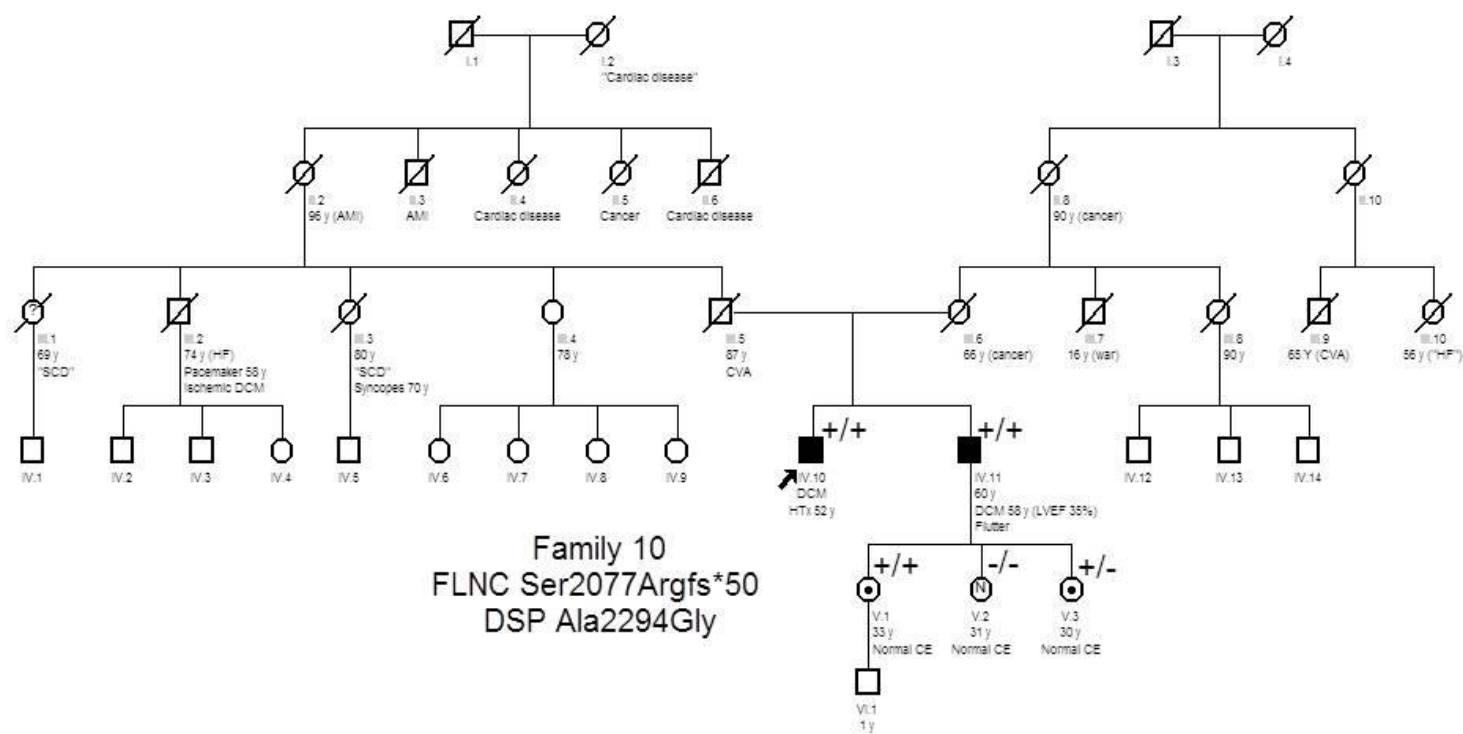 I.1
I.2
"Cardiac disease"
I.3
I.4
II.2
96 y (AMI)
II.3
AMI
II.4
Cardiac disease
II.5
Cancer
II.6
Cardiac disease
II.8
90 y (cancer)
II.10
?
III.1
69 y
"SCD"
III.2
74 y (HF)
Pacemaker 58 y
Ischemic DCM
III.3
80 y
"SCD"
Syncopes 70 y
III.4
78 y
III.5
87 y
CVA
III.6
66 y (cancer)
III.7
16 y (war)
III.8
90 y
III.9
65 Y (CVA)
III.10
56 y ("HF")
IV.1
IV.2
IV.3
IV.4
IV.5
IV.6
IV.7
IV.8
IV.9
+/+
IV.10
DCM
HTx 52 y
+/+
IV.11
60 y
DCM 58 y (LVEF 35%)
Flutter
IV.12
IV.13
IV.14
Family 10
FLNC Ser2077Argfs*50
DSP Ala2294Gly
+/+
V.1
33 y
Normal CE
-/-
N
V.2
31 y
Normal CE
+/-
V.3
30 y
Normal CE
VI.1
1 y